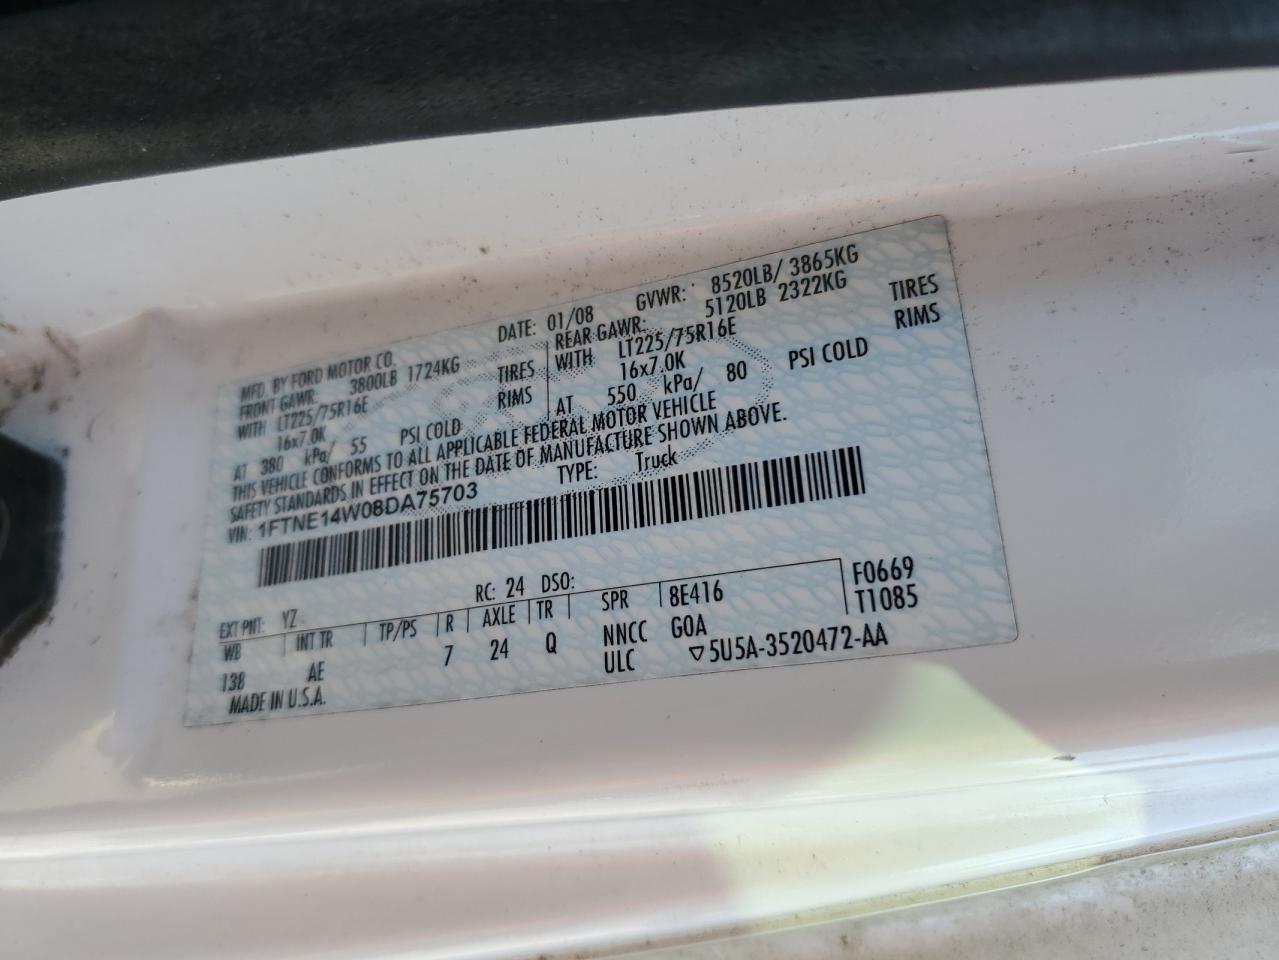 MFD. BY FORD MOTOR CO.
DATE: 01/08 GVWR: 8520LB/ 3865KG
FRONT GAWR: 3800LB 1724KG REAR GAWR: 5120LB 2322KG
WITH LT225/75R16E TIRES WITH LT225/75R16E TIRES
16x7.0K RIMS 16x7.0K RIMS
AT 380 kPa/ 55 PSI COLD AT 550 kPa/ 80 PSI COLD
THIS VEHICLE CONFORMS TO ALL APPLICABLE FEDERAL MOTOR VEHICLE
SAFETY STANDARDS IN EFFECT ON THE DATE OF MANUFACTURE SHOWN ABOVE.
VIN: 1FTNE14W08DA75703 TYPE: Truck
EXT PNT: YZ RC: 24 DSO: F0669
WB INT TR TP/PS R AXLE TR SPR 8E416 T1085
138 AE 7 24 Q NNCC GOA
MADE IN U.S.A. ULC ▽5U5A-3520472-AA